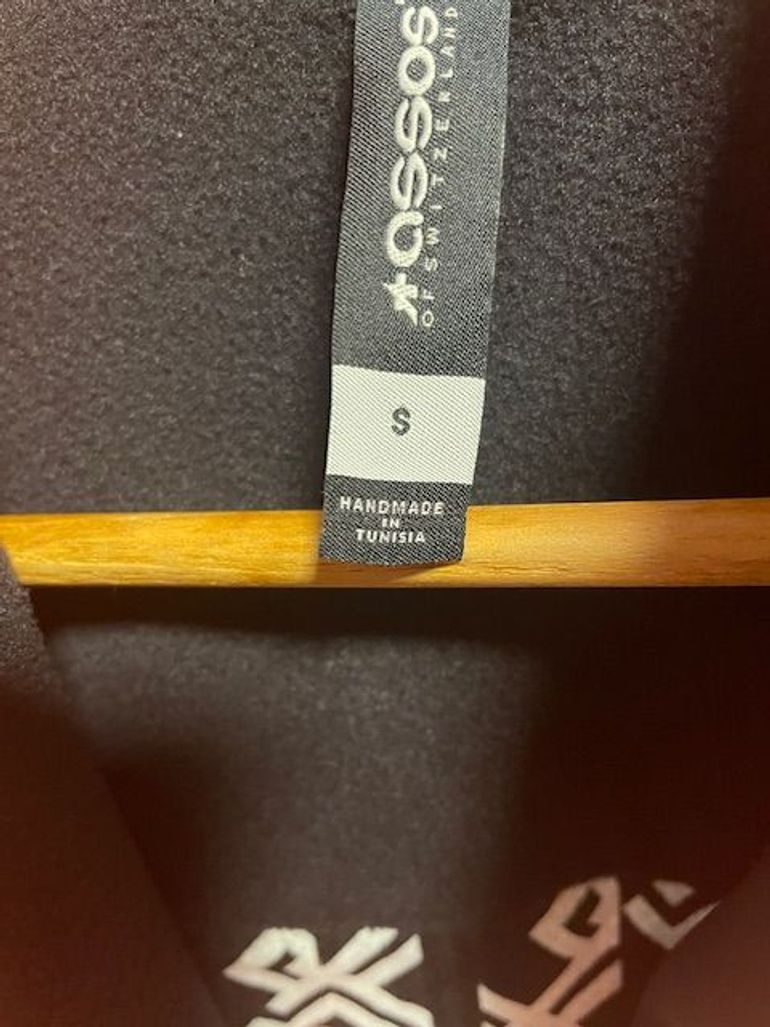 assos
OF SWITZERLAND
S
HANDMADE
IN
TUNISIA